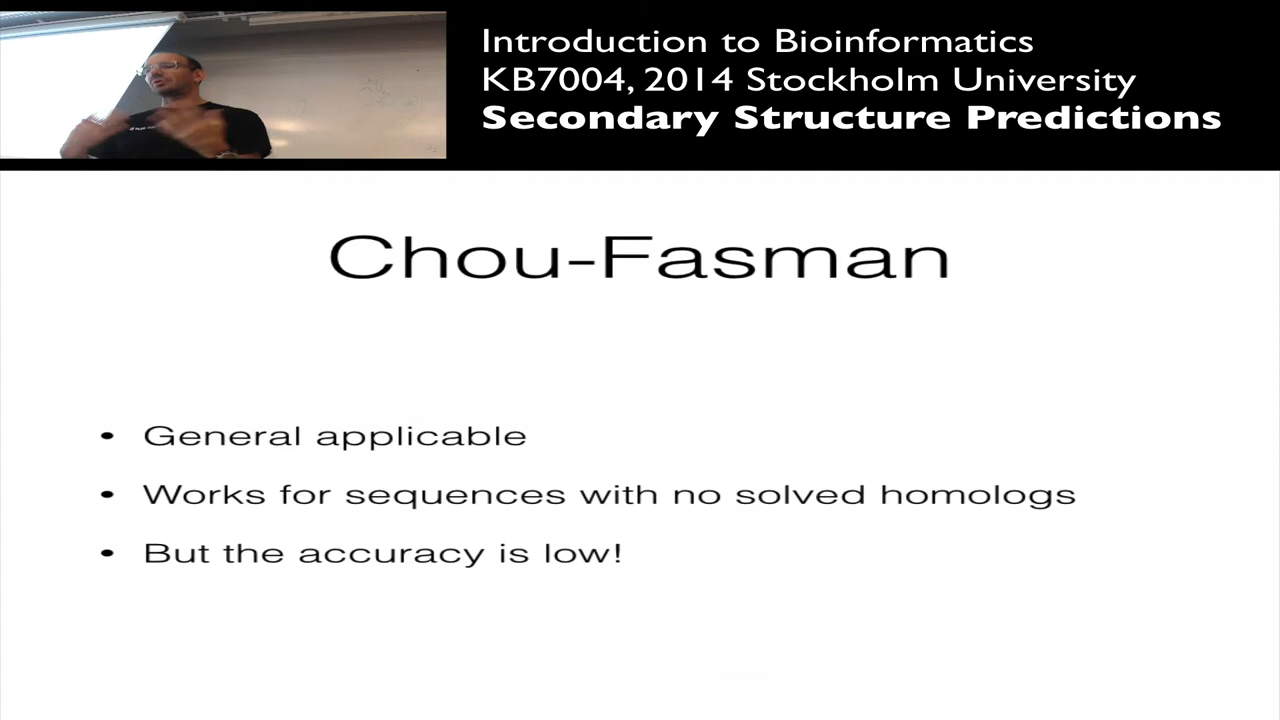 Introduction to Bioinformatics
KB7004, 2014 Stockholm University
Secondary Structure Predictions
Chou-Fasman
• General applicable
• Works for sequences with no solved homologs
• But the accuracy is low!